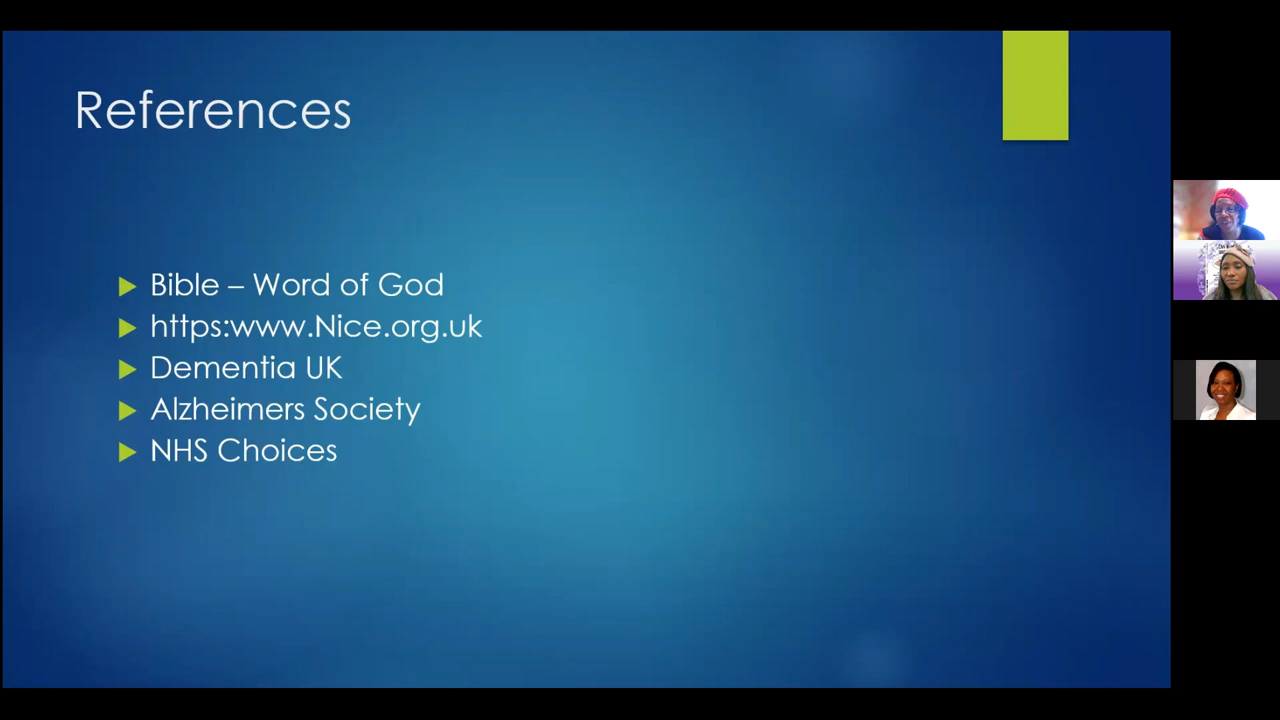 References
Bible – Word of God
https:www.Nice.org.uk
Dementia UK
Alzheimers Society
NHS Choices